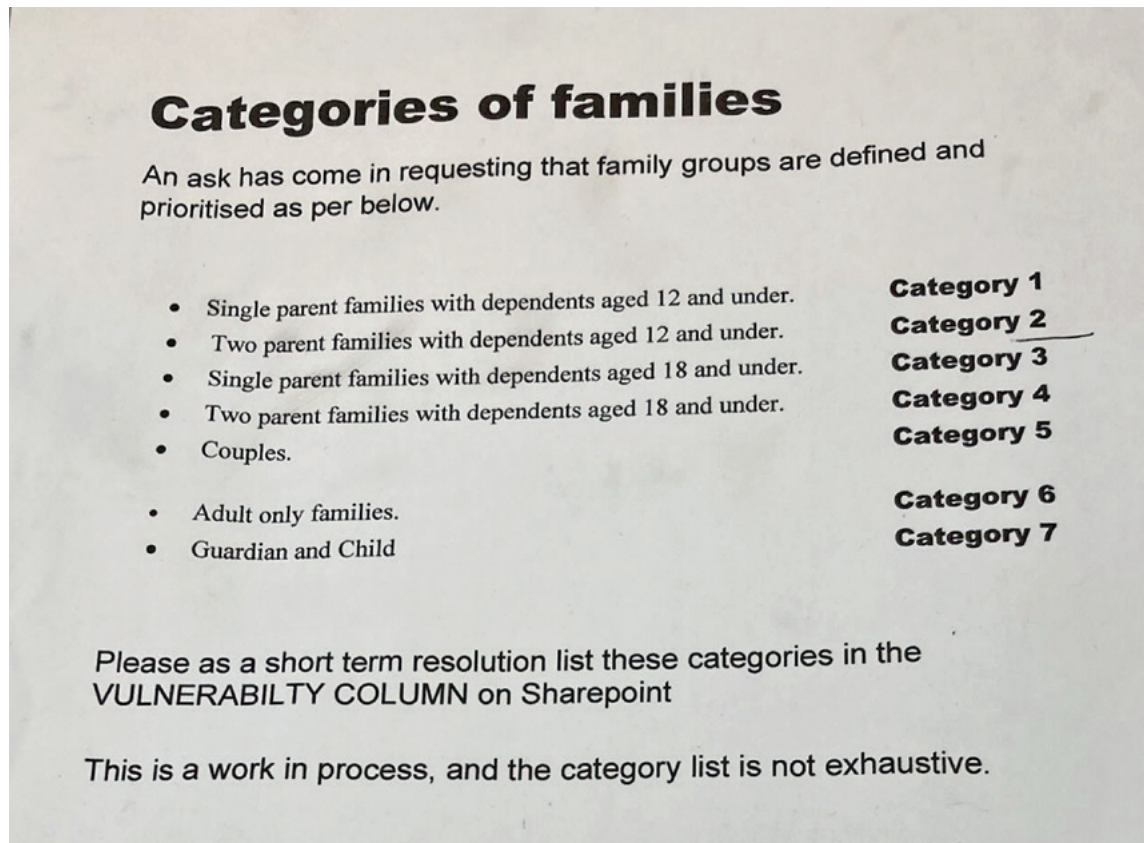 Categories of families
An ask has come in requesting that family groups are defined and
prioritised as per below.
• Single parent families with dependents aged 12 and under. Category 1
• Two parent families with dependents aged 12 and under. Category 2
• Single parent families with dependents aged 18 and under. Category 3
• Two parent families with dependents aged 18 and under. Category 4
• Couples. Category 5
• Adult only families. Category 6
• Guardian and Child Category 7
Please as a short term resolution list these categories in the
VULNERABILTY COLUMN on Sharepoint
This is a work in process, and the category list is not exhaustive.